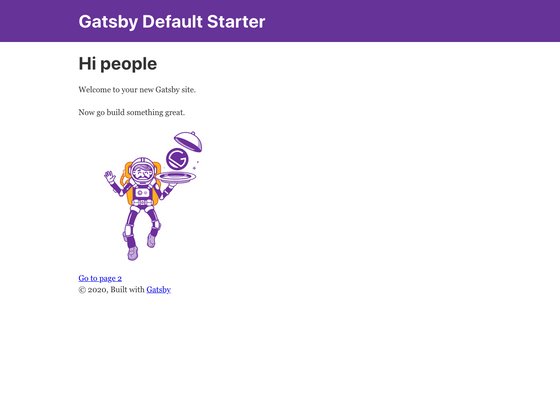 Gatsby Default Starter
Hi people
Welcome to your new Gatsby site.
Now go build something great.
Go to page 2
© 2020, Built with Gatsby